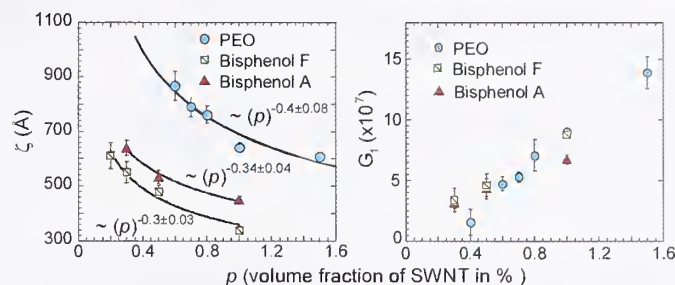 1100
900
700
500
300
ζ (Å)
PEO
Bisphenol F
Bisphenol A
~ (p)^-0.4±0.08
~ (p)^-0.34±0.04
~ (p)^-0.3±0.03
0 0.4 0.8 1.2 1.6
15
10
5
0
G₁ (x10⁷)
PEO
Bisphenol F
Bisphenol A
0 0.4 0.8 1.2 1.6
p (volume fraction of SWNT in % )